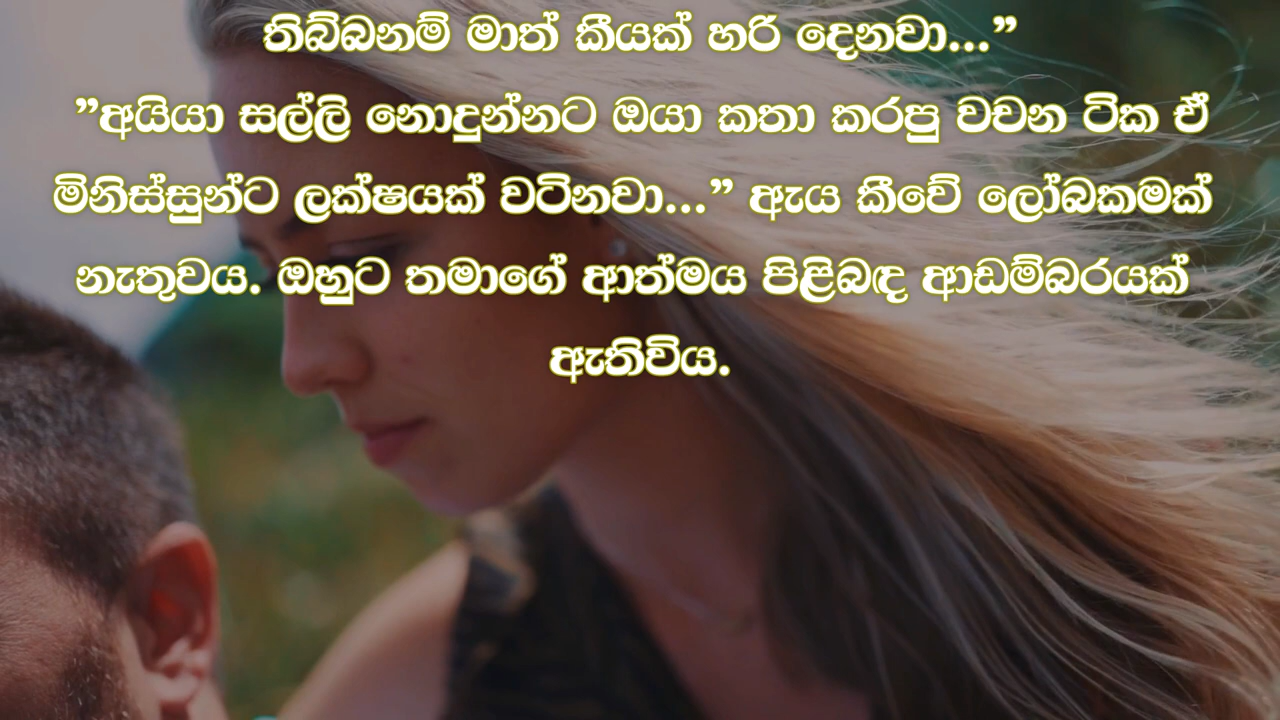 තිබ්බනම් මාත් කීයක් හරි දෙනවා...”
”අයියා සල්ලි නොදුන්නට ඔයා කතා කරපු වචන ටික ඒ
මිනිස්සුන්ට ලක්ෂයක් වටිනවා...” ඇය කීවේ ලෝබකමක්
නැතුවය. ඔහුට තමාගේ ආත්මය පිළිබඳ ආඩම්බරයක්
ඇතිවිය.